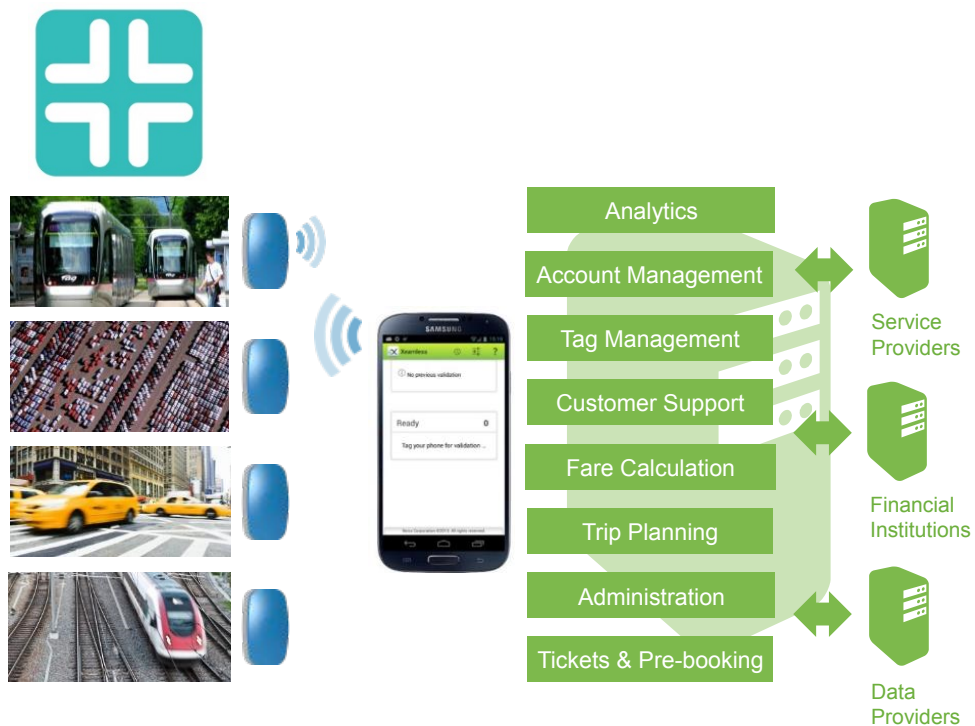 Analytics
Account Management
Tag Management
Customer Support
Fare Calculation
Trip Planning
Administration
Tickets & Pre-booking
Service
Providers
Financial
Institutions
Data
Providers
SAMSUNG
Seamless
?
No previous validation
Ready 0
Tag your phone for validation ...